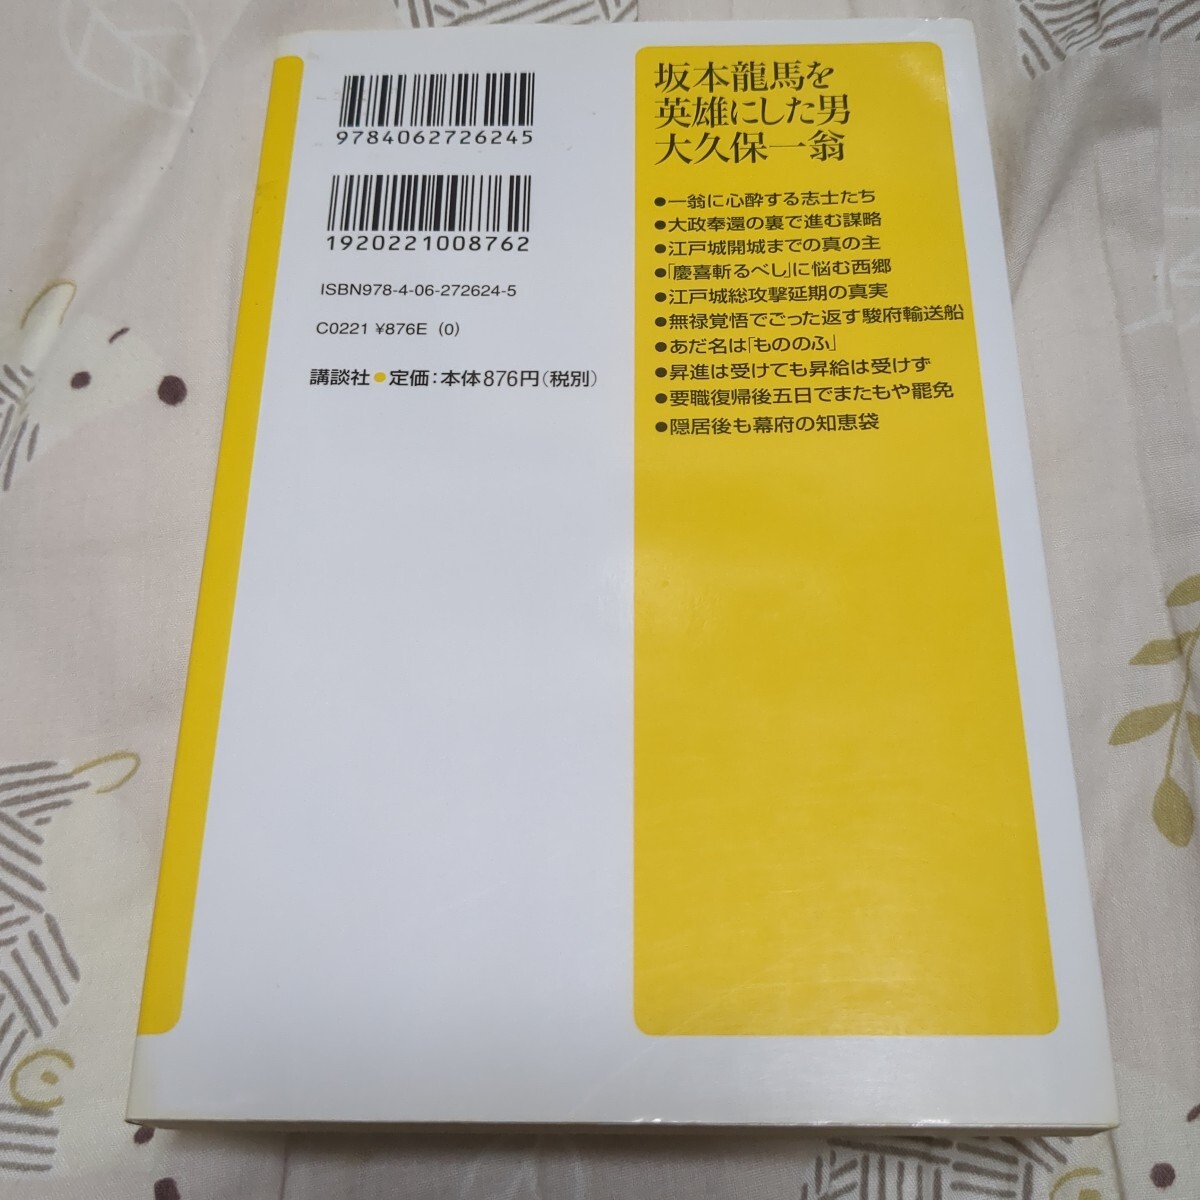 坂本龍馬を
英雄にした男
大久保一翁
●一翁に心酔する志士たち
●大政奉還の裏で進む謀略
●江戸城開城までの真の主
●「慶喜斬るべし」に悩む西郷
●江戸城総攻撃延期の真実
●無禄覚悟でごった返す駿府輸送船
●あだ名は「もののふ」
●昇進は受けても昇給は受けず
●要職復帰後五日でまたもや罷免
●隠居後も幕府の知恵袋
9784062726245
1920221008762
ISBN978-4-06-272624-5
C0221 ¥876E (0)
講談社●定価:本体876円(税別)